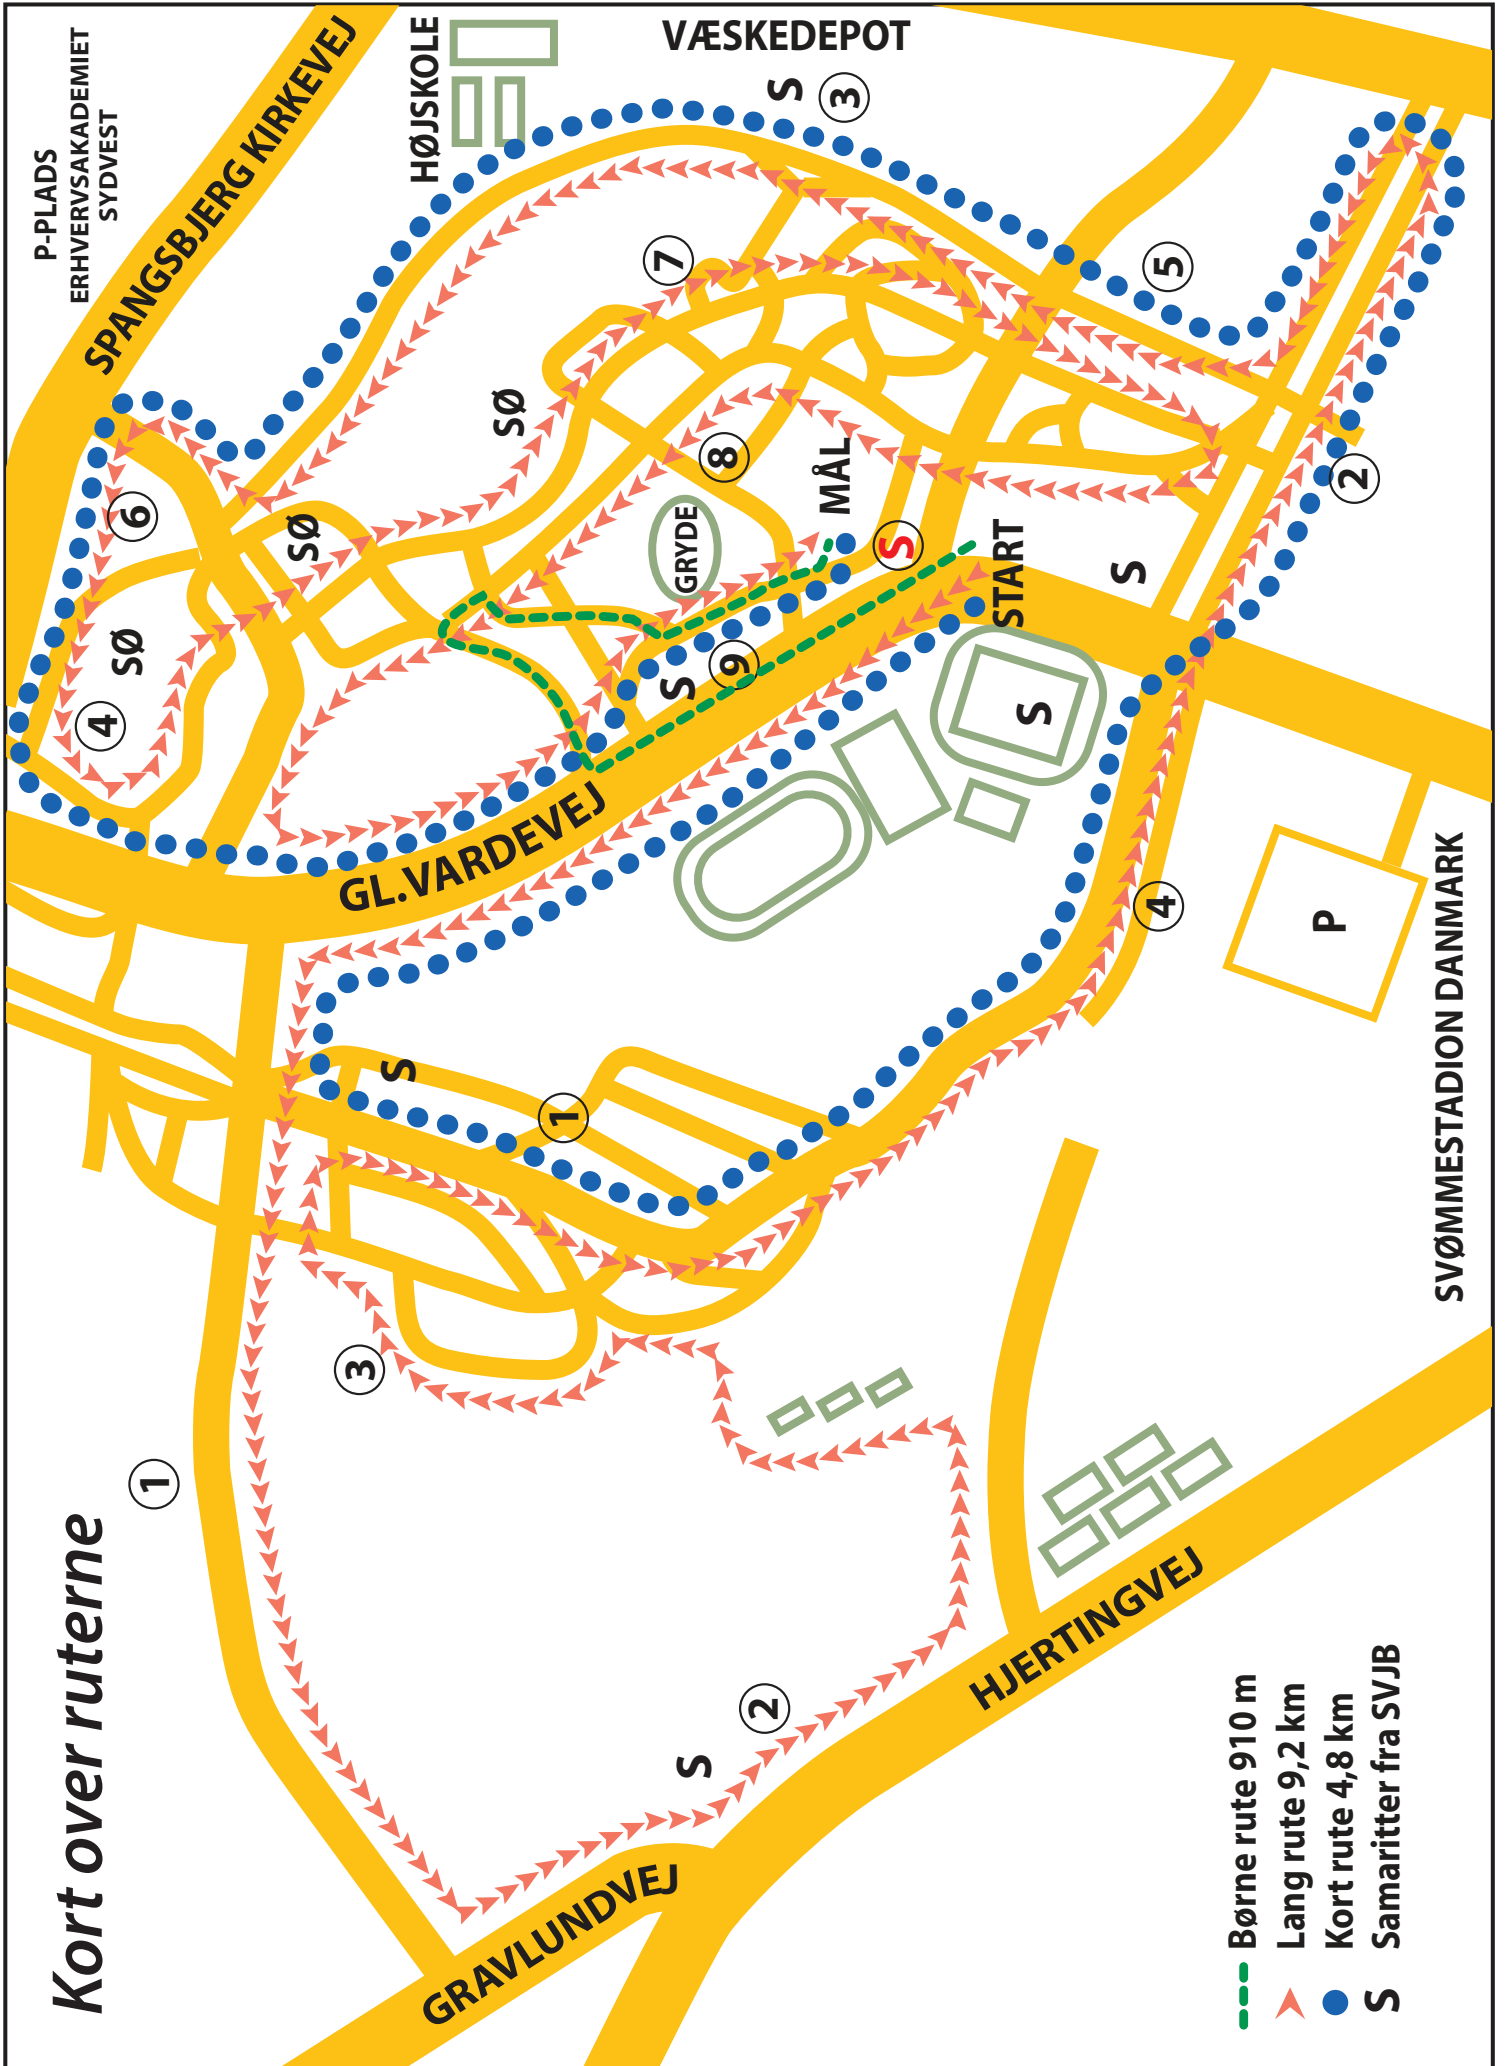 Kort over ruterne
P-PLADS
ERHVERVSAKADEMIET
SYDVEST
SPANGSBJERG KIRKEVEJ
HØJSKOLE
VÆSKEDEPOT
S
3
6
SØ
4
SØ
SØ
7
5
8
GRYDE
MÅL
S
2
S
9
START
S
S
GL.VARDEVEJ
S
1
4
P
SVØMMESTADION DANMARK
3
1
2
S
HJERTINGVEJ
GRAVLUNDVEJ
Børne rute 910 m
Lang rute 9,2 km
Kort rute 4,8 km
S Samaritter fra SVJB